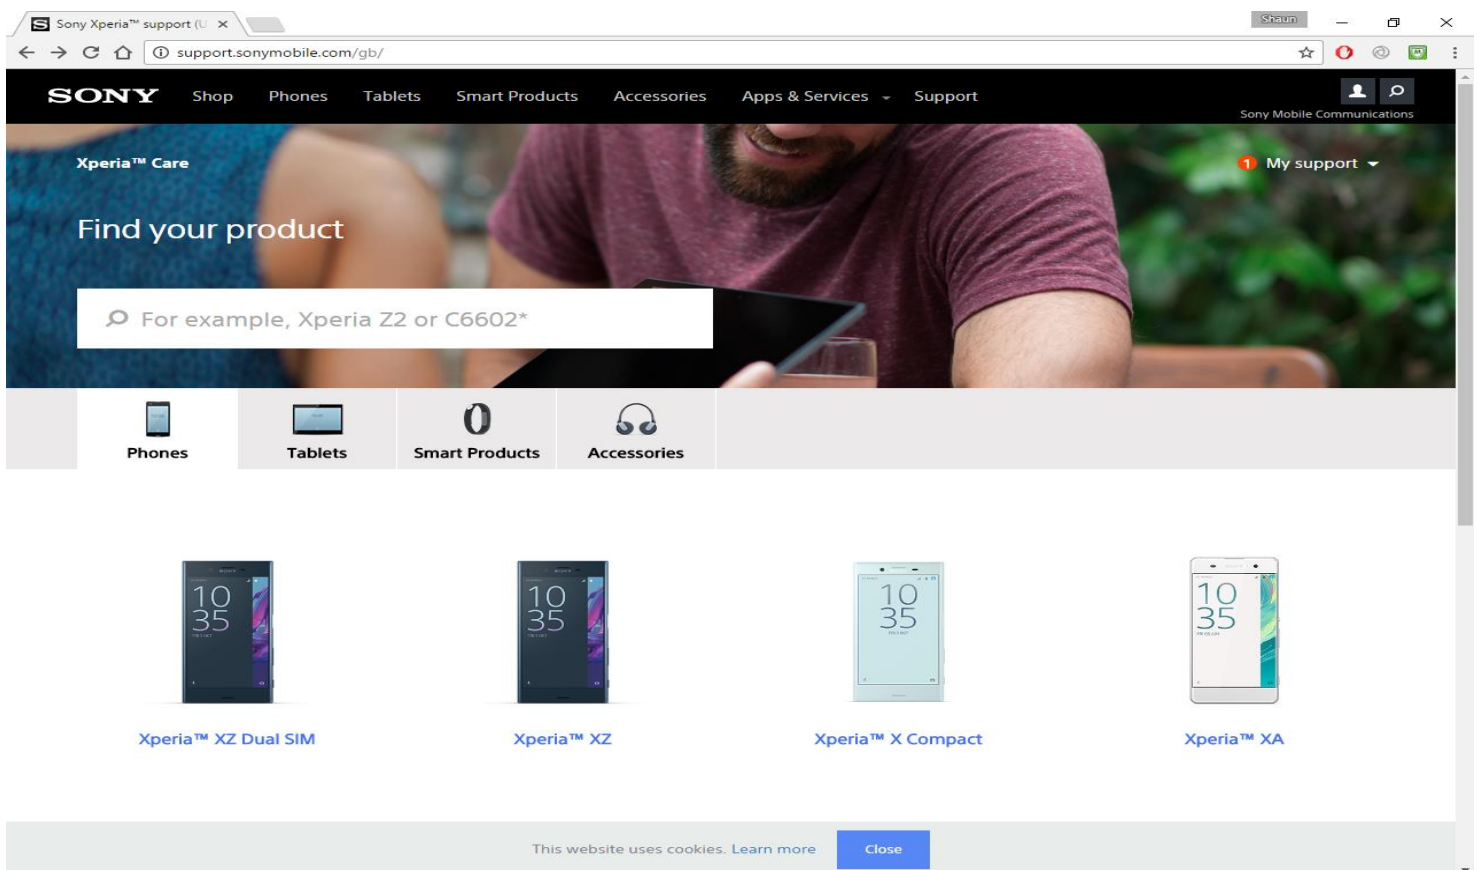 Sony Xperia™ support (U
Shaun
support.sonymobile.com/gb/
SONY Shop Phones Tablets Smart Products Accessories Apps & Services Support
Sony Mobile Communications
Xperia™ Care
1 My support
Find your product
For example, Xperia Z2 or C6602*
Phones Tablets Smart Products Accessories
10 10 10 10
35 35 35 35
Xperia™ XZ Dual SIM Xperia™ XZ Xperia™ X Compact Xperia™ XA
This website uses cookies. Learn more Close